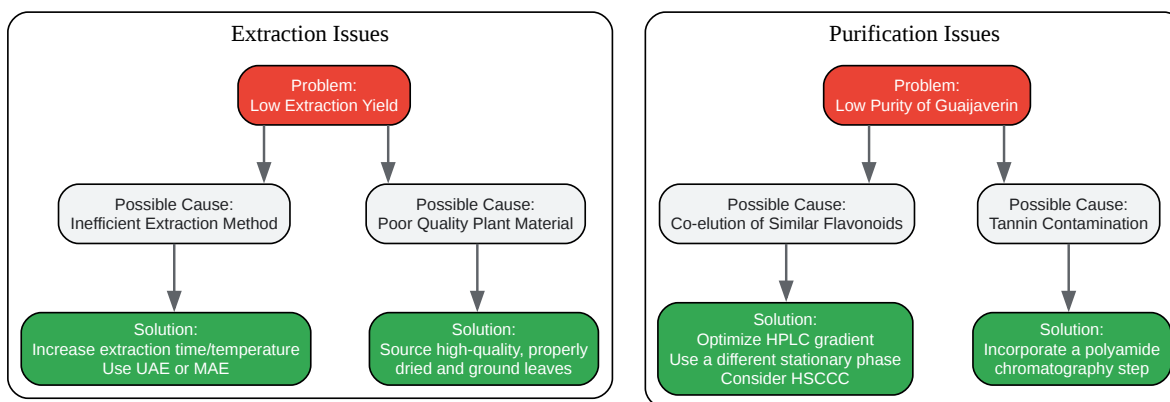 Extraction Issues
Problem:
Low Extraction Yield
Possible Cause:
Inefficient Extraction Method
Possible Cause:
Poor Quality Plant Material
Solution:
Increase extraction time/temperature
Use UAE or MAE
Solution:
Source high-quality, properly
dried and ground leaves
Purification Issues
Problem:
Low Purity of Guaijaverin
Possible Cause:
Co-elution of Similar Flavonoids
Possible Cause:
Tannin Contamination
Solution:
Optimize HPLC gradient
Use a different stationary phase
Consider HSCCC
Solution:
Incorporate a polyamide
chromatography step